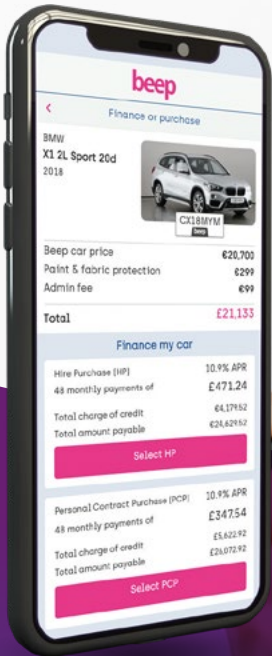 beep
Finance or purchase
BMW
X1 2L Sport 20d
2018
CX18MYM
beep
Beep car price £20,700
Paint & fabric protection £299
Admin fee £99
Total £21,133
Finance my car
Hire Purchase [HP] 10.9% APR
48 monthly payments of £471.24
Total charge of credit £4,179.52
Total amount payable £24,629.52
Select HP
Personal Contract Purchase [PCP] 10.9% APR
48 monthly payments of £347.54
Total charge of credit £5,622.92
Total amount payable £26,072.92
Select PCP